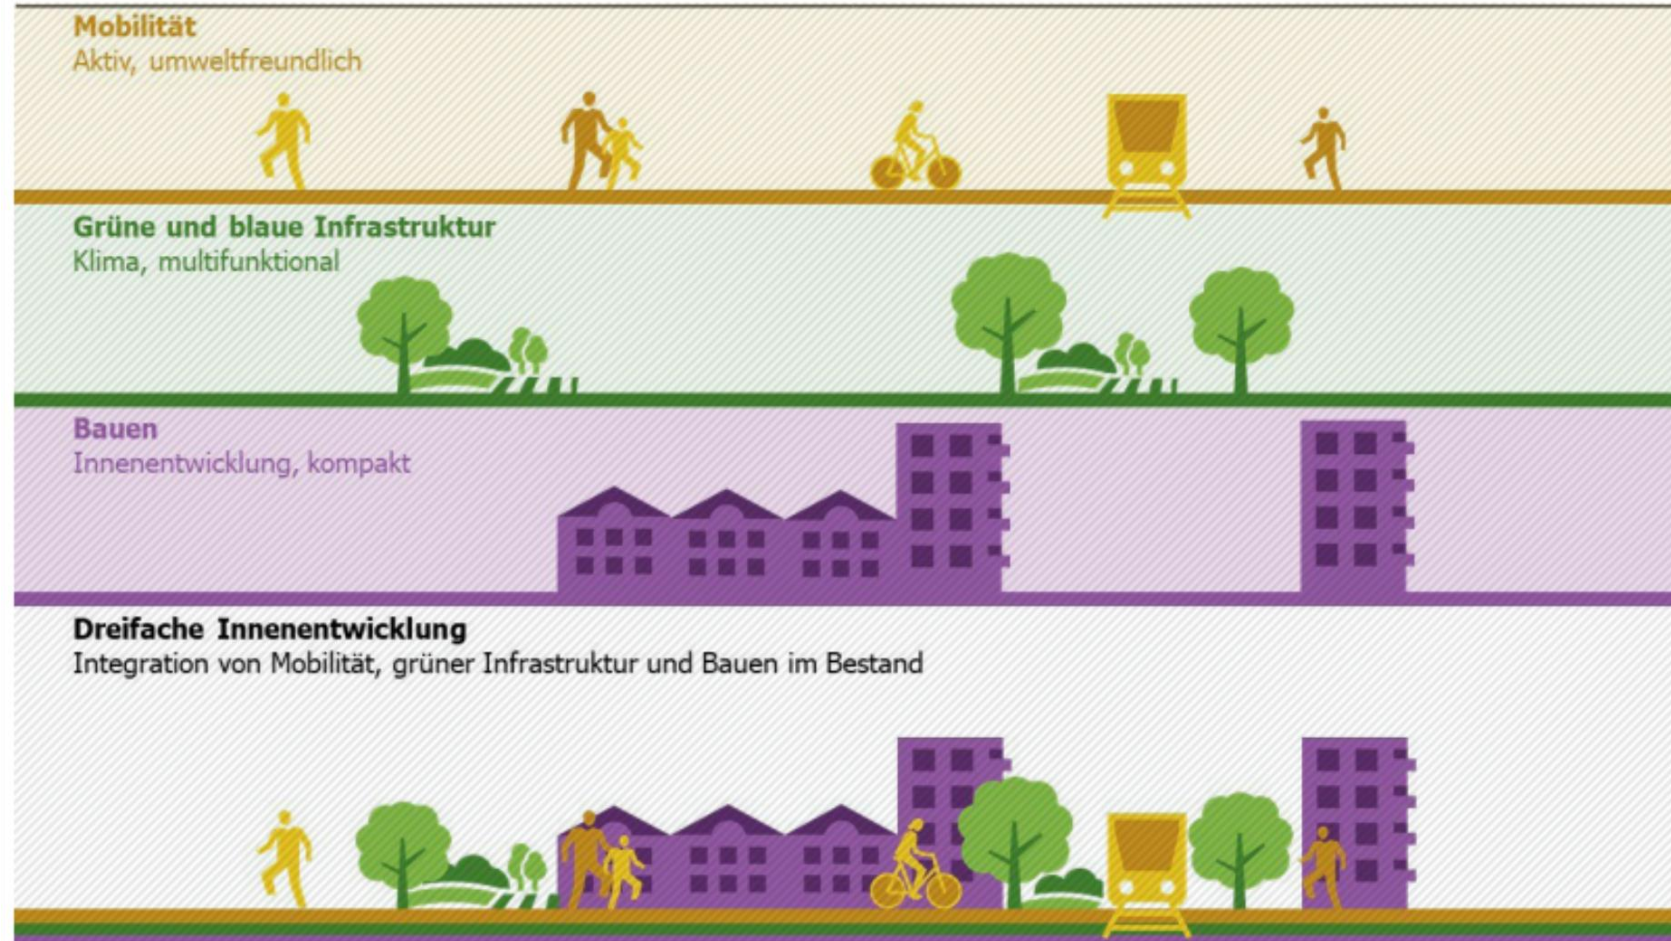 Mobilität
Aktiv, umweltfreundlich
Grüne und blaue Infrastruktur
Klima, multifunktional
Bauen
Innenentwicklung, kompakt
Dreifache Innenentwicklung
Integration von Mobilität, grüner Infrastruktur und Bauen im Bestand